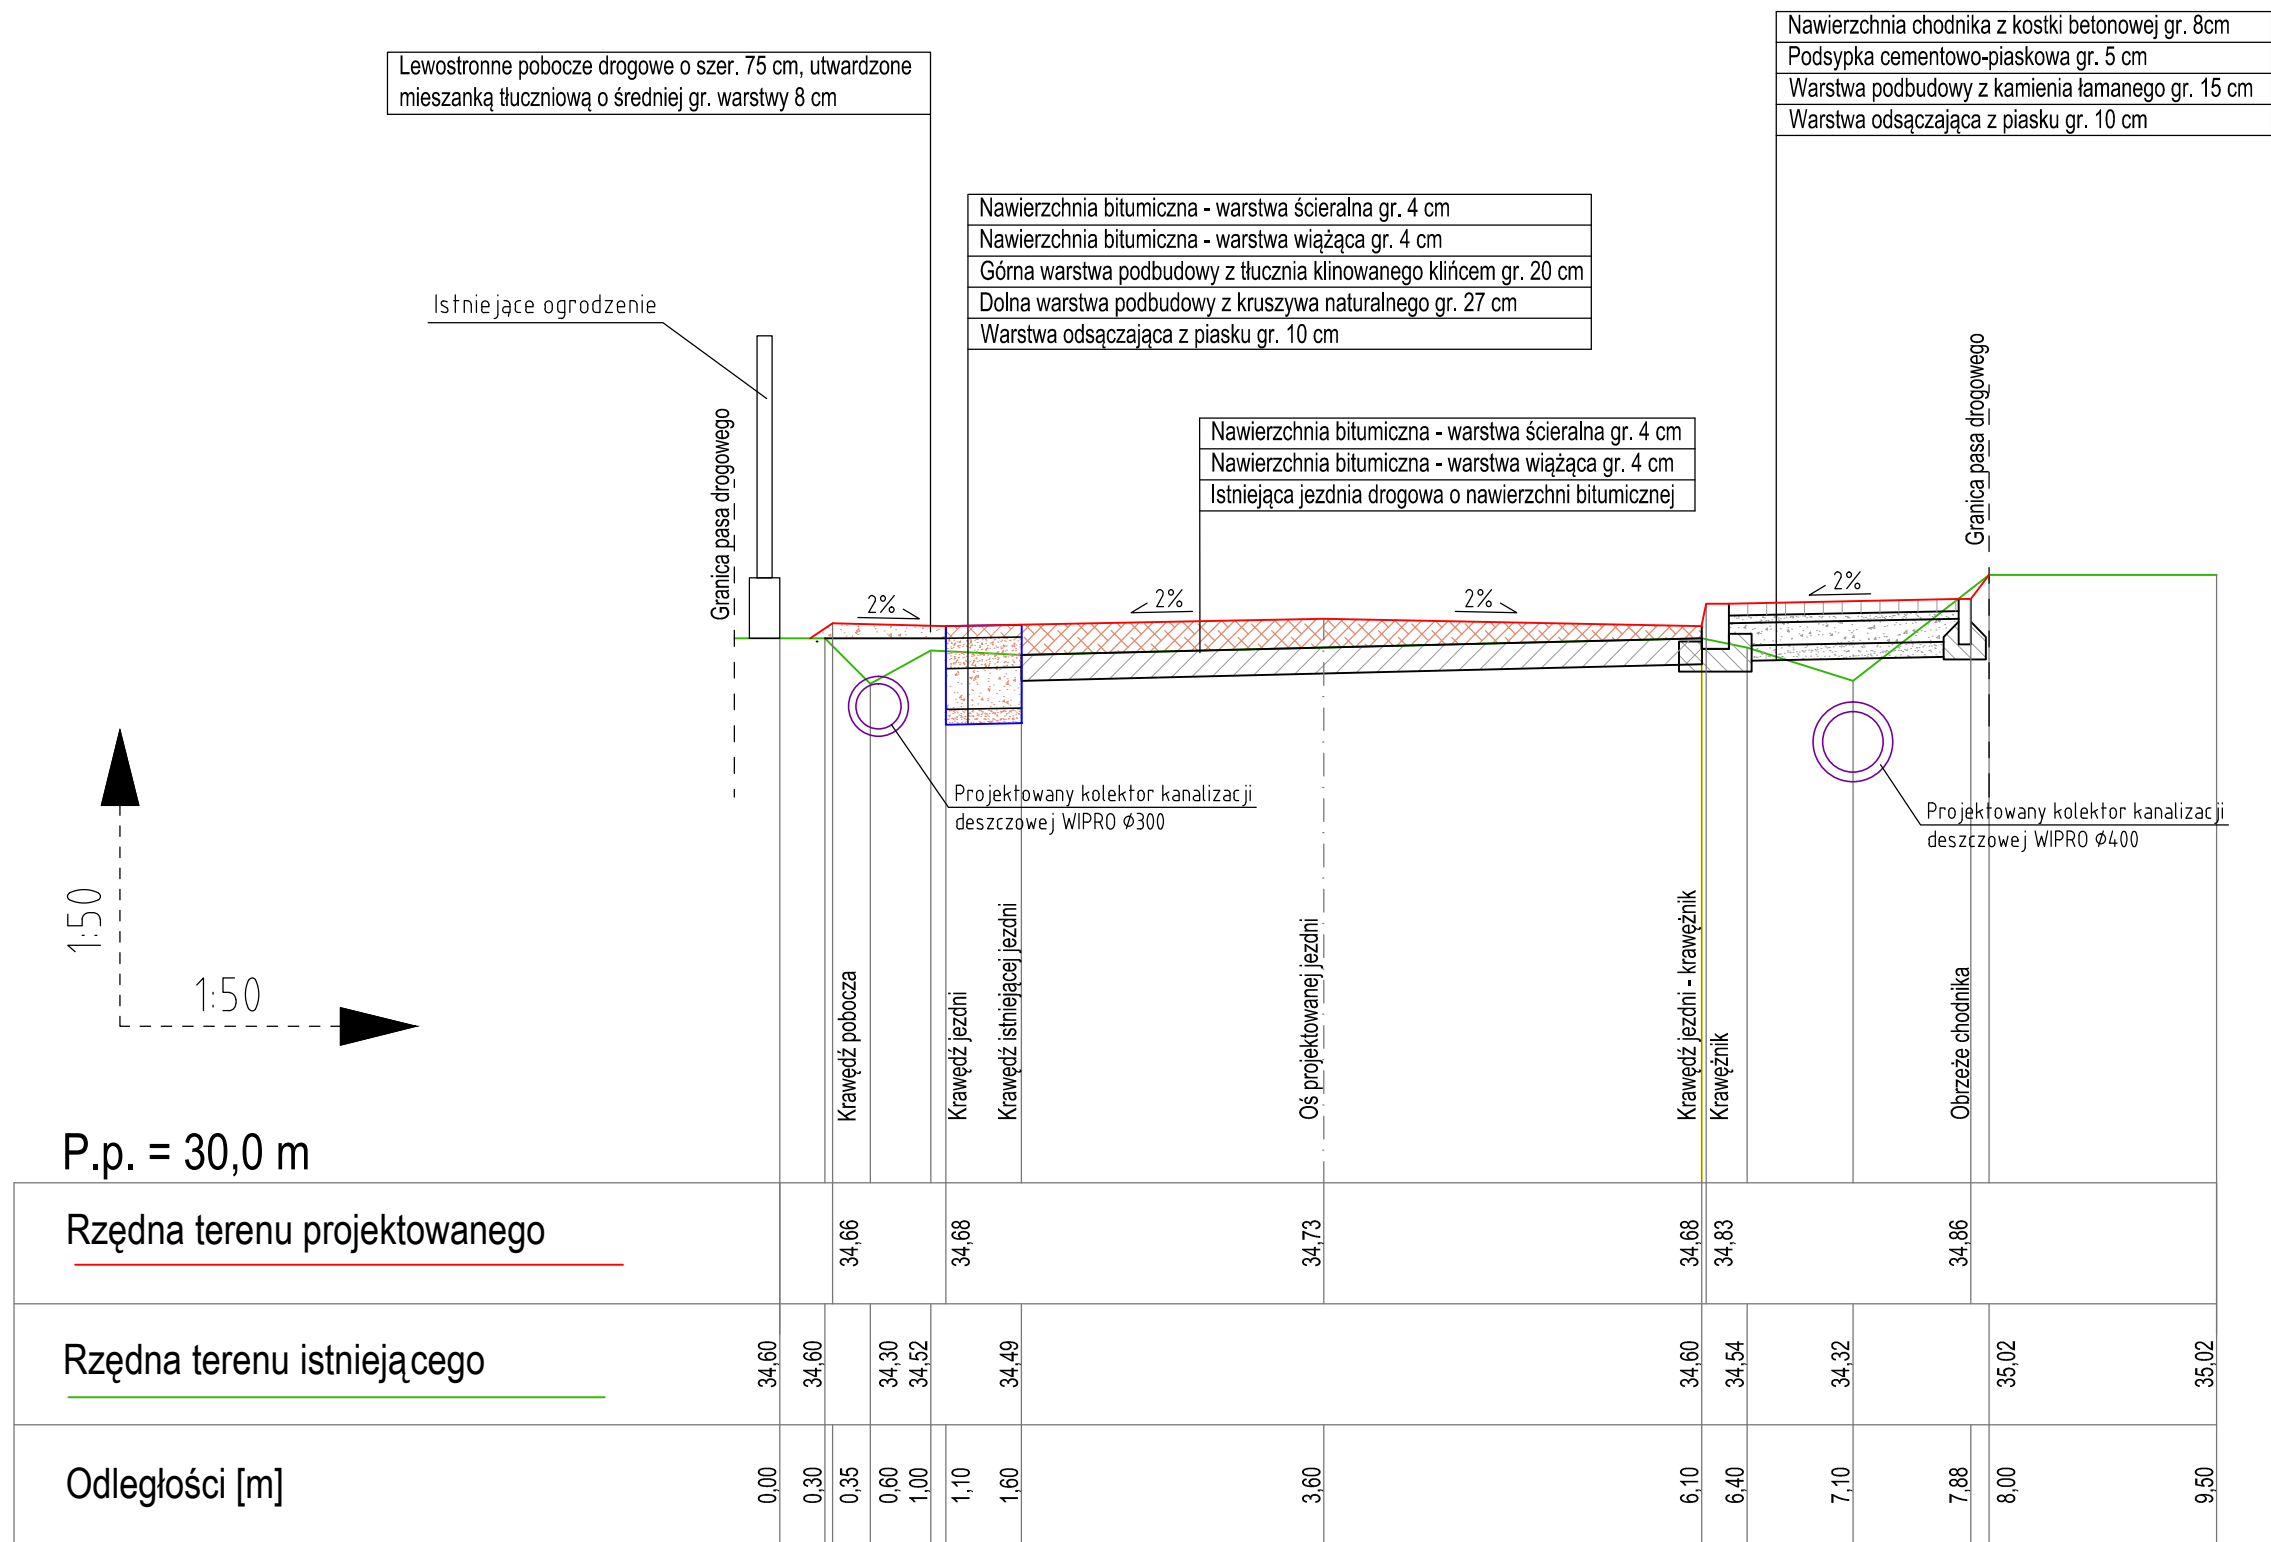 Nawierzchnia chodnika z kostki betonowej gr. 8cm
Podsypka cementowo-piaskowa gr. 5 cm
Warstwa podbudowy z kamienia łamanego gr. 15 cm
Warstwa odsączająca z piasku gr. 10 cm
Lewostronne pobocze drogowe o szer. 75 cm, utwardzone
mieszanką tłuczniową o średniej gr. warstwy 8 cm
Nawierzchnia bitumiczna - warstwa ścieralna gr. 4 cm
Nawierzchnia bitumiczna - warstwa wiążąca gr. 4 cm
Górna warstwa podbudowy z tłucznia klinowanego klińcem gr. 20 cm
Dolna warstwa podbudowy z kruszywa naturalnego gr. 27 cm
Warstwa odsączająca z piasku gr. 10 cm
Istniejące ogrodzenie
Nawierzchnia bitumiczna - warstwa ścieralna gr. 4 cm
Nawierzchnia bitumiczna - warstwa wiążąca gr. 4 cm
Istniejąca jezdnia drogowa o nawierzchni bitumicznej
Granica pasa drogowego
Granica pasa drogowego
2%
2%
2%
2%
Projektowany kolektor kanalizacji
deszczowej WIPRO Ø300
Projektowany kolektor kanalizacji
deszczowej WIPRO Ø400
1:50
1:50
Krawędź pobocza
Krawędź jezdni
Krawędź istniejącej jezdni
Oś projektowanej jezdni
Krawędź jezdni - krawężnik
Krawężnik
Obrzeże chodnika
P.p. = 30,0 m
Rzędna terenu projektowanego
34,66
34,68
34,73
34,68
34,83
34,86
Rzędna terenu istniejącego
34,60
34,60
34,30
34,52
34,49
34,60
34,54
34,32
35,02
35,02
Odległości [m]
0,00
0,30
0,35
0,60
1,00
1,10
1,60
3,60
6,10
6,40
7,10
7,88
8,00
9,50